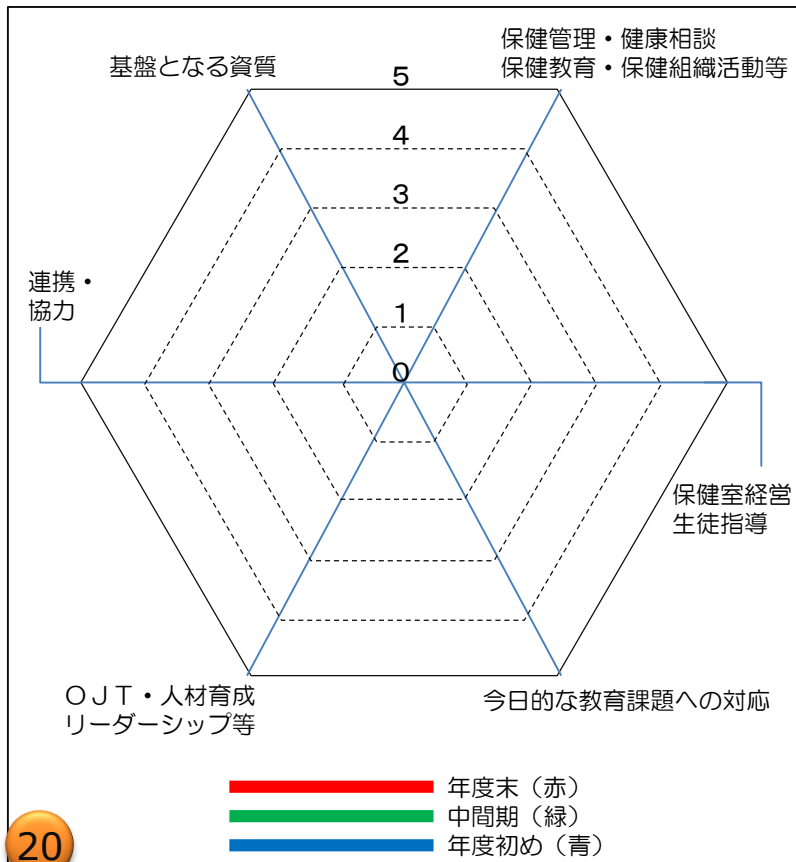 基盤となる資質
保健管理・健康相談
保健教育・保健組織活動等
5
4
3
2
1
0
連携・
協力
保健室経営
生徒指導
ＯＪＴ・人材育成
リーダーシップ等
今日的な教育課題への対応
年度末（赤）
中間期（緑）
年度初め（青）
20